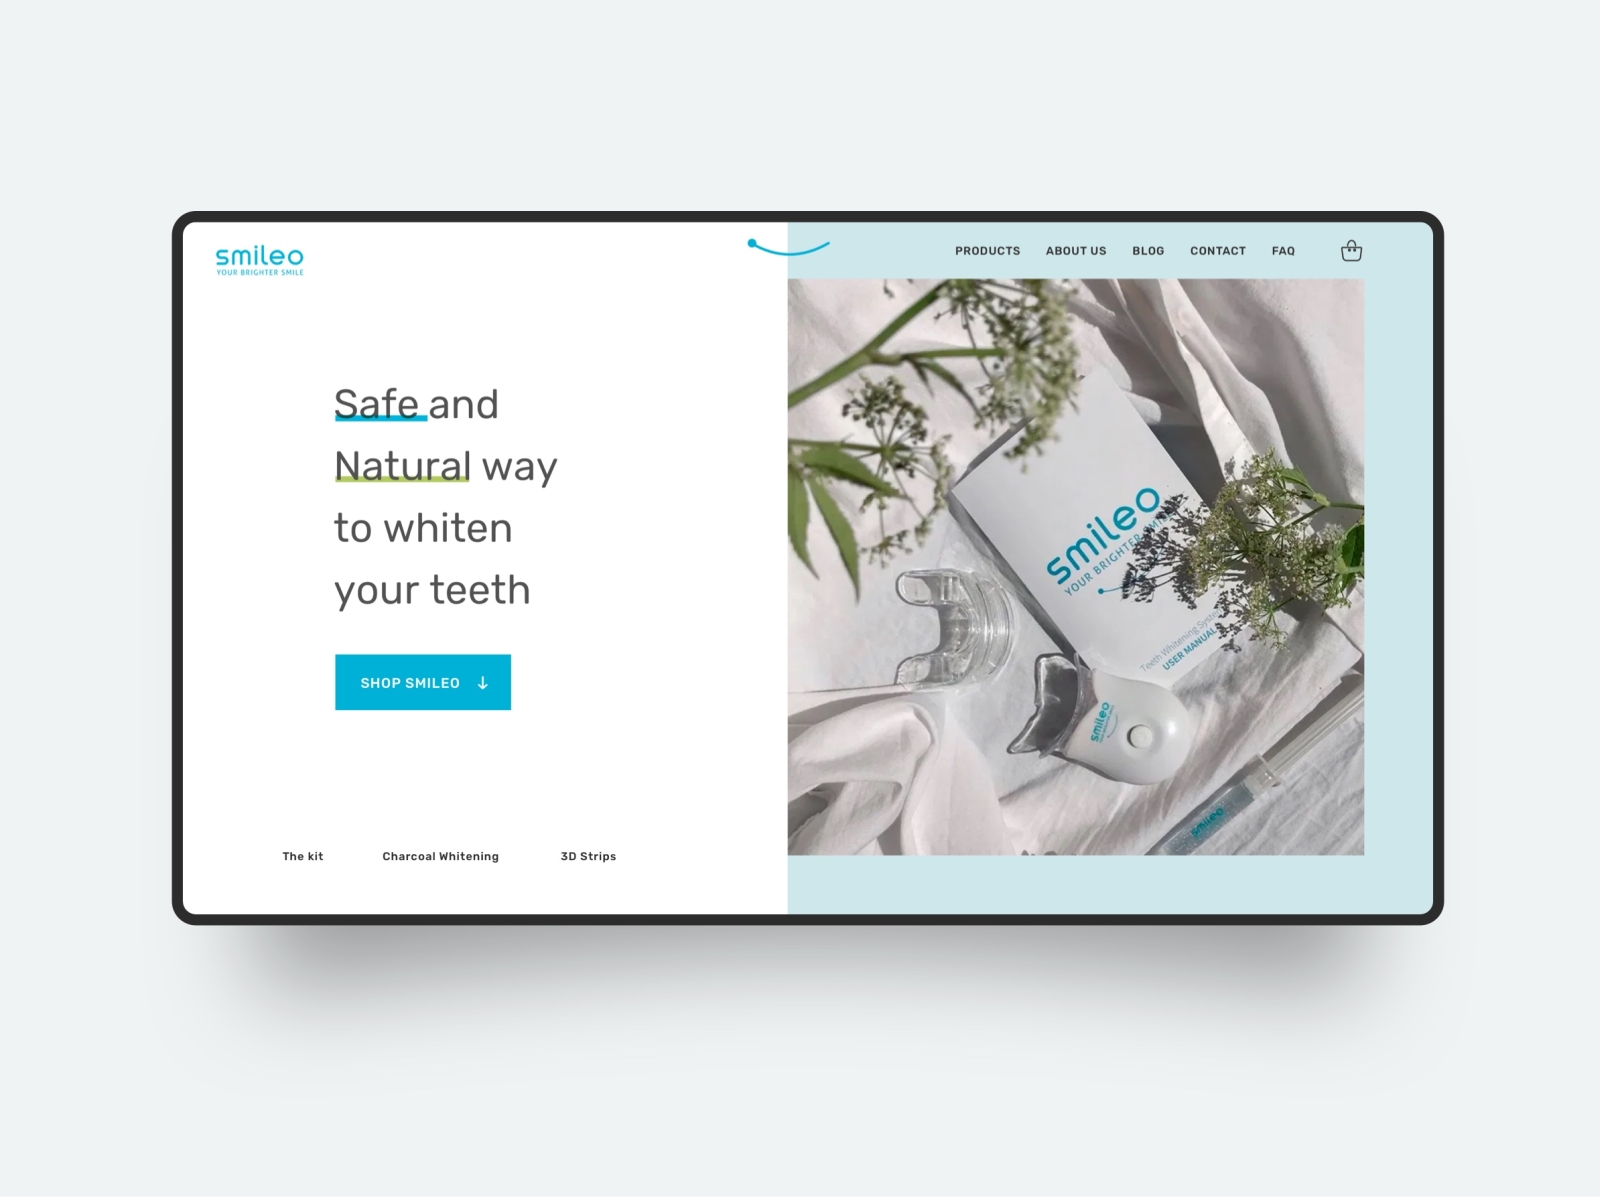 smileo
YOUR BRIGHTER SMILE
PRODUCTS ABOUT US BLOG CONTACT FAQ
Safe and
Natural way
to whiten
your teeth
SHOP SMILEO
The kit Charcoal Whitening 3D Strips
smileo
YOUR BRIGHTER SMILE
Teeth Whitening System
USER MANUAL
smileo
smileo